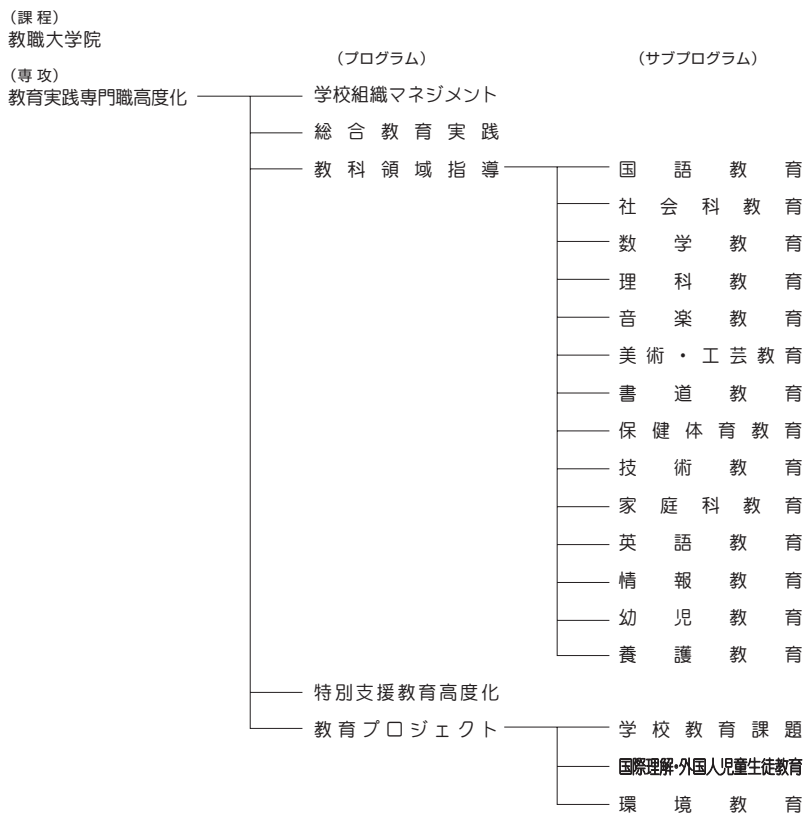 （課程）
教職大学院
（専攻）
教育実践専門職高度化
（プログラム）
（サブプログラム）
学校組織マネジメント
総合教育実践
教科領域指導
国語教育
社会科教育
数学教育
理科教育
音楽教育
美術・工芸教育
書道教育
保健体育教育
技術教育
家庭科教育
英語教育
情報教育
幼児教育
養護教育
特別支援教育高度化
教育プロジェクト
学校教育課題
国際理解・外国人児童生徒教育
環境教育